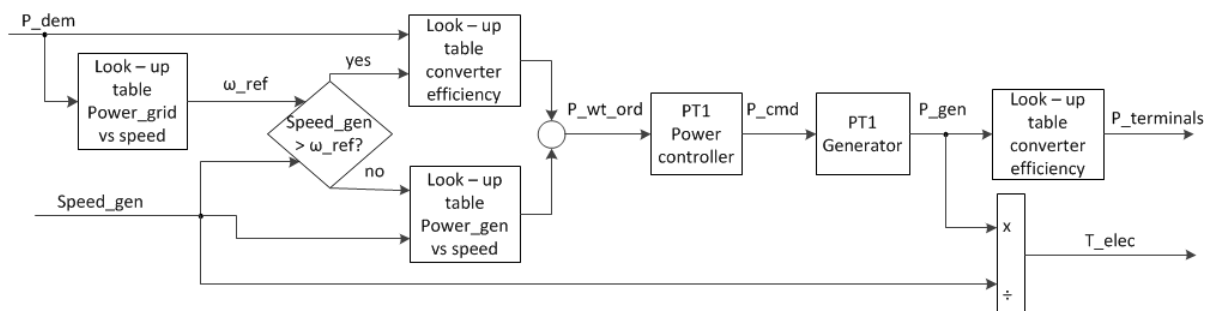 P_dem
Look – up
table
Power_grid
vs speed
ω_ref
yes
Speed_gen
> ω_ref?
no
Look – up
table
converter
efficiency
Look – up
table
Power_gen
vs speed
P_wt_ord
PT1
Power
controller
P_cmd
PT1
Generator
P_gen
Look – up
table
converter
efficiency
P_terminals
Speed_gen
x
÷
T_elec